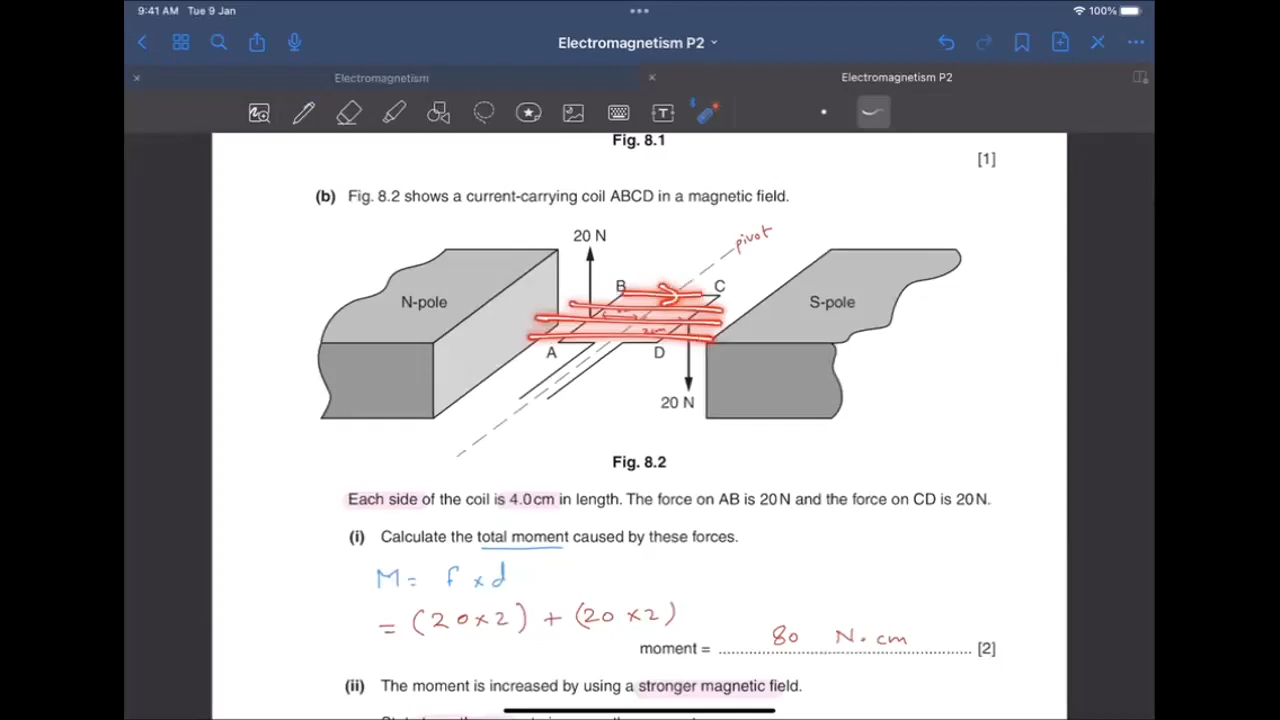 9:41 AM Tue 9 Jan
100%
Electromagnetism P2
Electromagnetism
Electromagnetism P2
T
Fig. 8.1
[1]
(b) Fig. 8.2 shows a current-carrying coil ABCD in a magnetic field.
20 N
pivot
B
C
N-pole
S-pole
2cm
A
D
20 N
Fig. 8.2
Each side of the coil is 4.0 cm in length. The force on AB is 20 N and the force on CD is 20 N.
(i) Calculate the total moment caused by these forces.
M = f x d
= (20 x 2) + (20 x 2)
moment = 80 N. cm [2]
(ii) The moment is increased by using a stronger magnetic field.